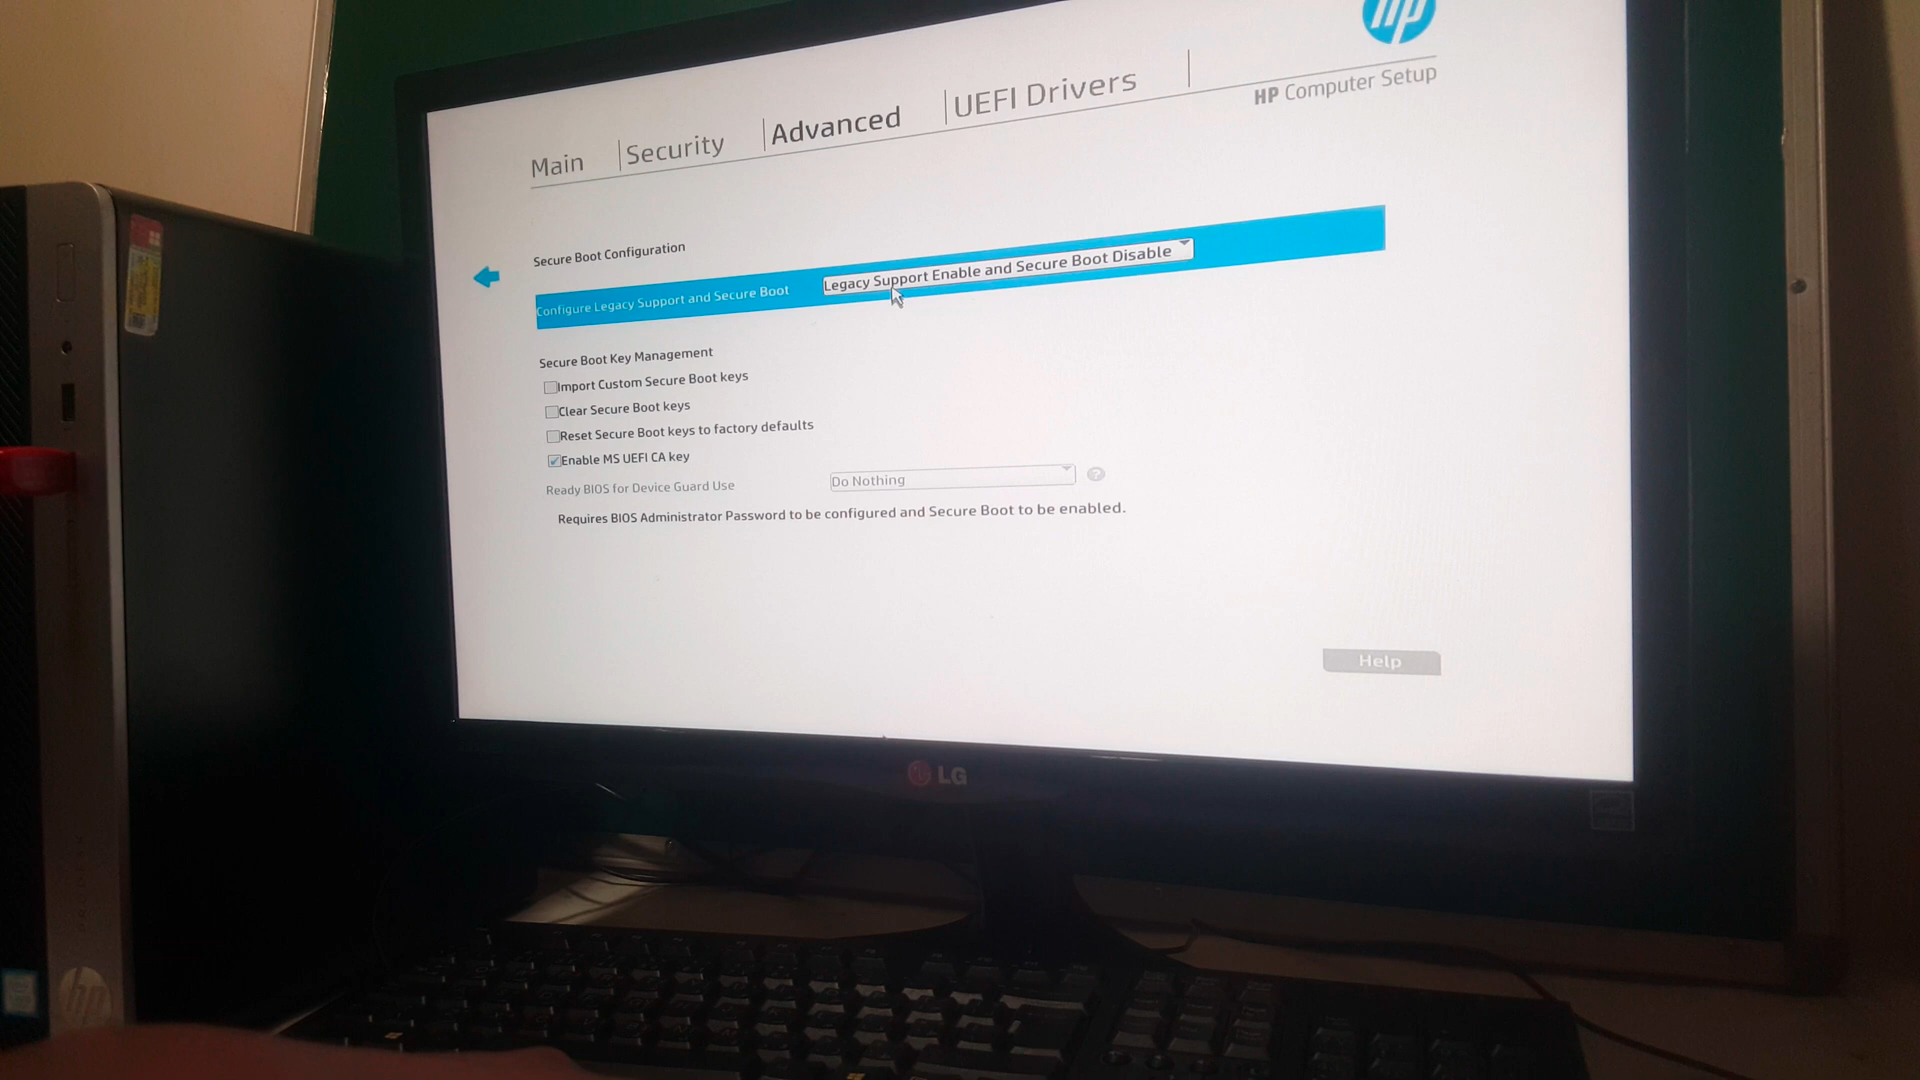 hp
Main
Security
Advanced
UEFI Drivers
HP Computer Setup
Secure Boot Configuration
Configure Legacy Support and Secure Boot
Legacy Support Enable and Secure Boot Disable
Secure Boot Key Management
Import Custom Secure Boot keys
Clear Secure Boot keys
Reset Secure Boot keys to factory defaults
Enable MS UEFI CA key
Ready BIOS for Device Guard Use
Do Nothing
?
Requires BIOS Administrator Password to be configured and Secure Boot to be enabled.
Help
LG
PRODESK
hp